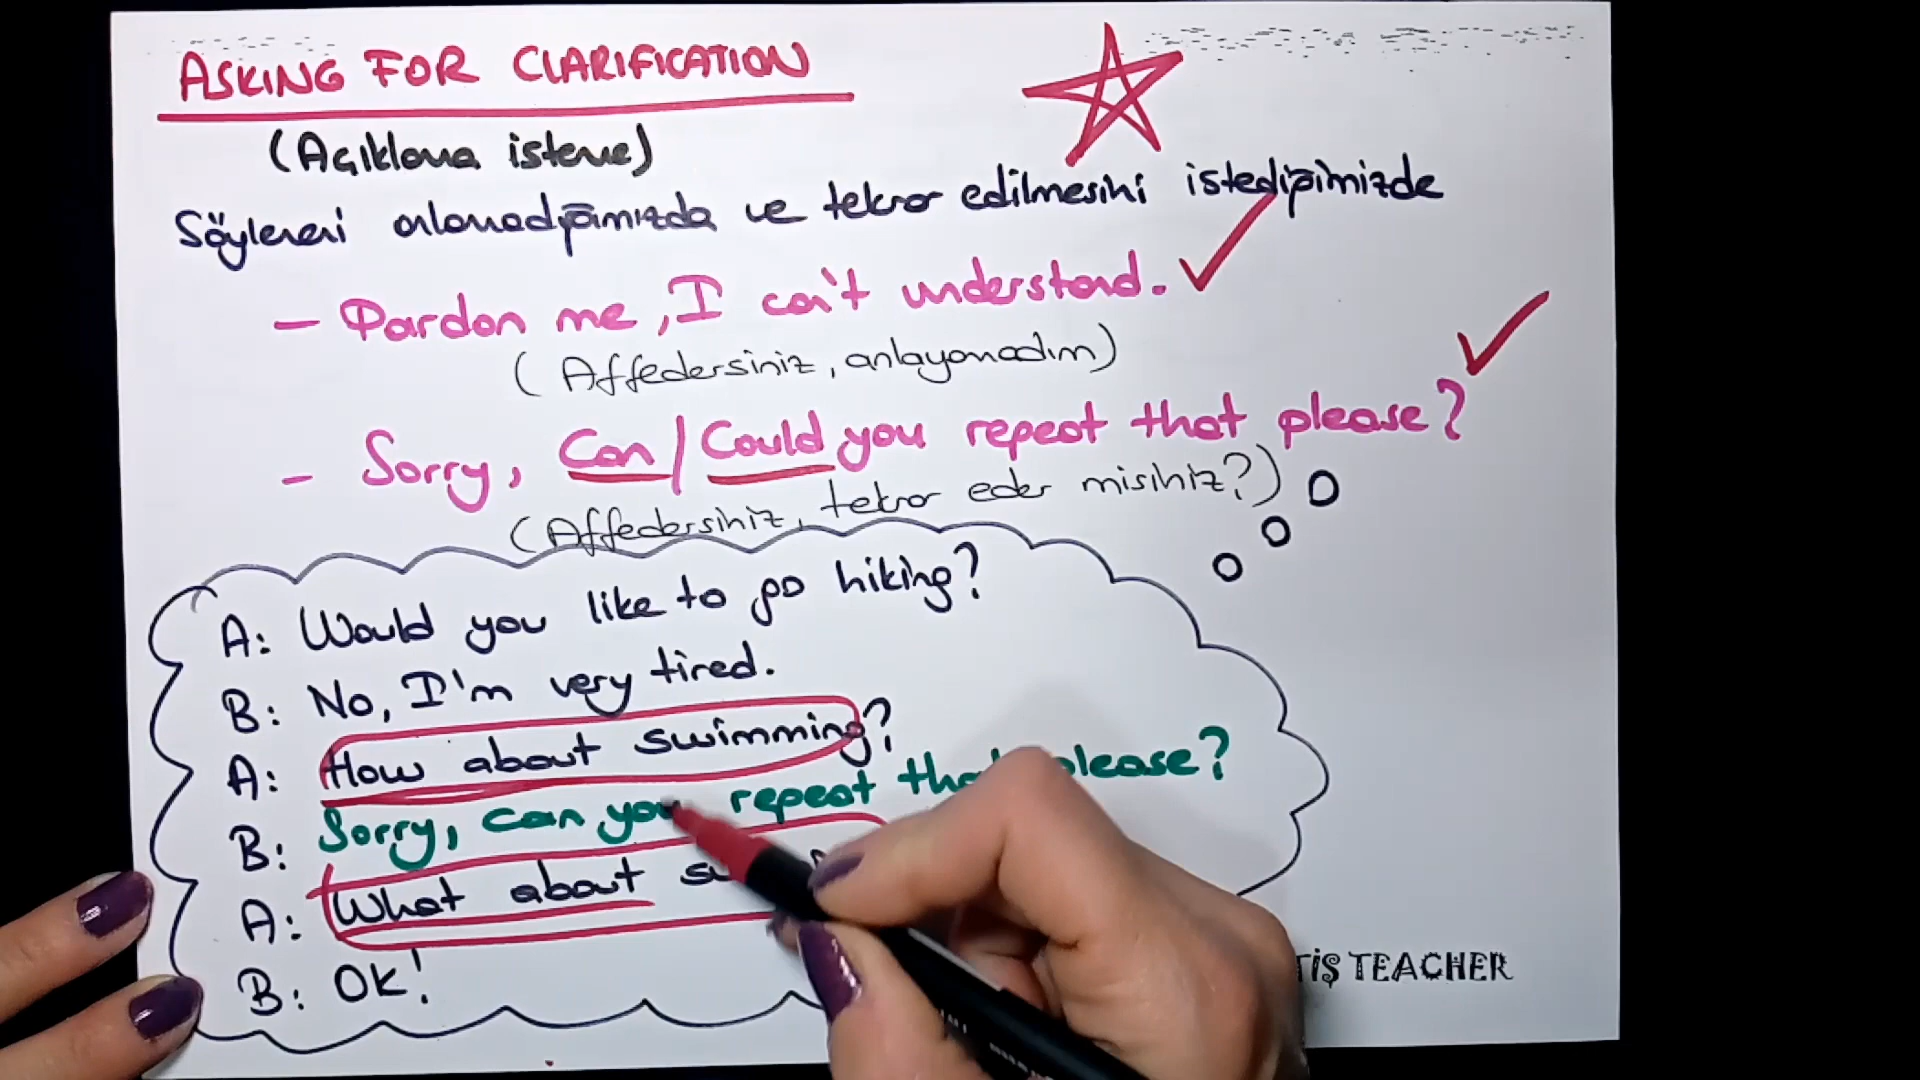 ASKING FOR CLARIFICATION
(Açıklama isteme)
Söyleneni anlamadığımızda ve tekrar edilmesini istediğimizde
- Pardon me, I can't understand.
(Affedersiniz, anlayamadım)
- Sorry, Can/Could you repeat that please?
(Affedersiniz, tekrar eder misiniz?)
A: Would you like to go hiking?
B: No, I'm very tired.
A: How about swimming?
B: Sorry, can you repeat that please?
A: What about
B: OK!
TİŞ TEACHER